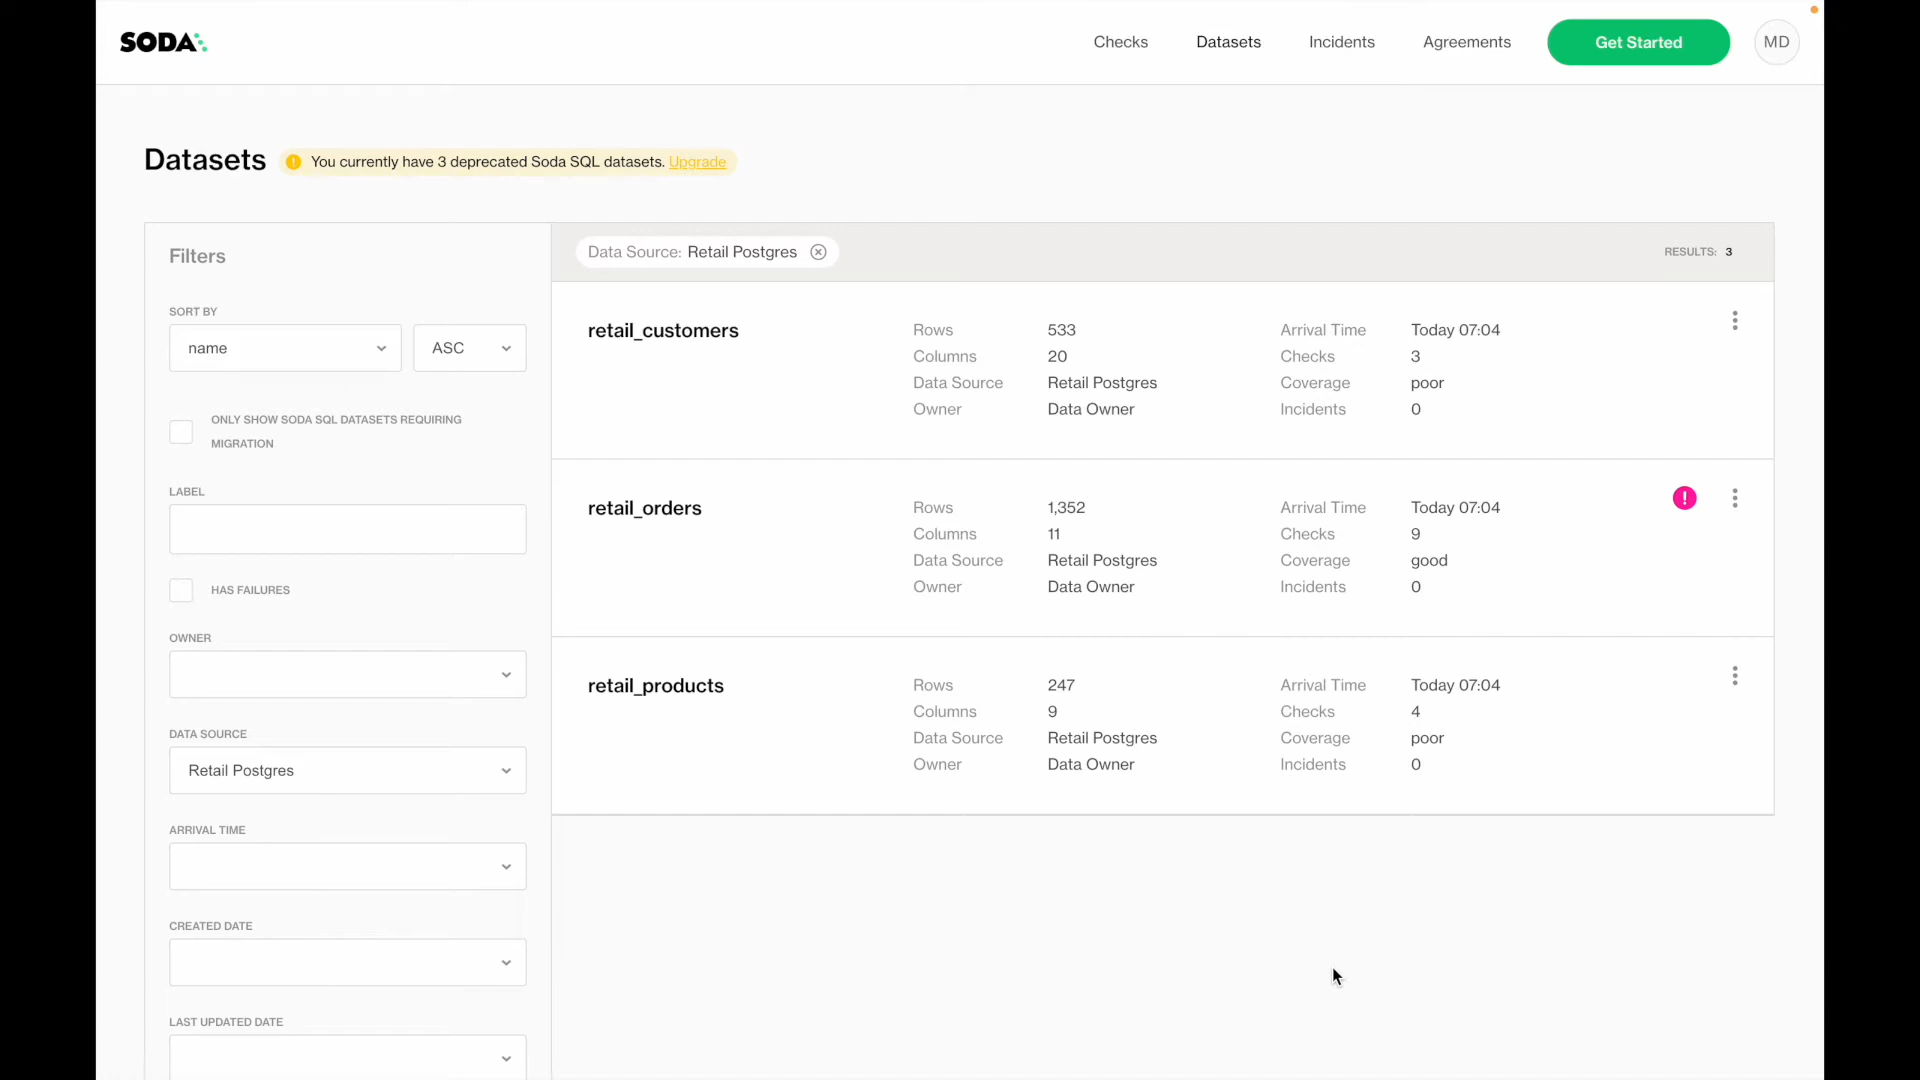 SODA
Checks
Datasets
Incidents
Agreements
Get Started
MD
Datasets
You currently have 3 deprecated Soda SQL datasets. Upgrade
Filters
SORT BY
name
ASC
ONLY SHOW SODA SQL DATASETS REQUIRING
MIGRATION
LABEL
HAS FAILURES
OWNER
DATA SOURCE
Retail Postgres
ARRIVAL TIME
CREATED DATE
LAST UPDATED DATE
Data Source: Retail Postgres
RESULTS: 3
retail_customers
Rows 533
Columns 20
Data Source Retail Postgres
Owner Data Owner
Arrival Time Today 07:04
Checks 3
Coverage poor
Incidents 0
retail_orders
Rows 1,352
Columns 11
Data Source Retail Postgres
Owner Data Owner
Arrival Time Today 07:04
Checks 9
Coverage good
Incidents 0
retail_products
Rows 247
Columns 9
Data Source Retail Postgres
Owner Data Owner
Arrival Time Today 07:04
Checks 4
Coverage poor
Incidents 0